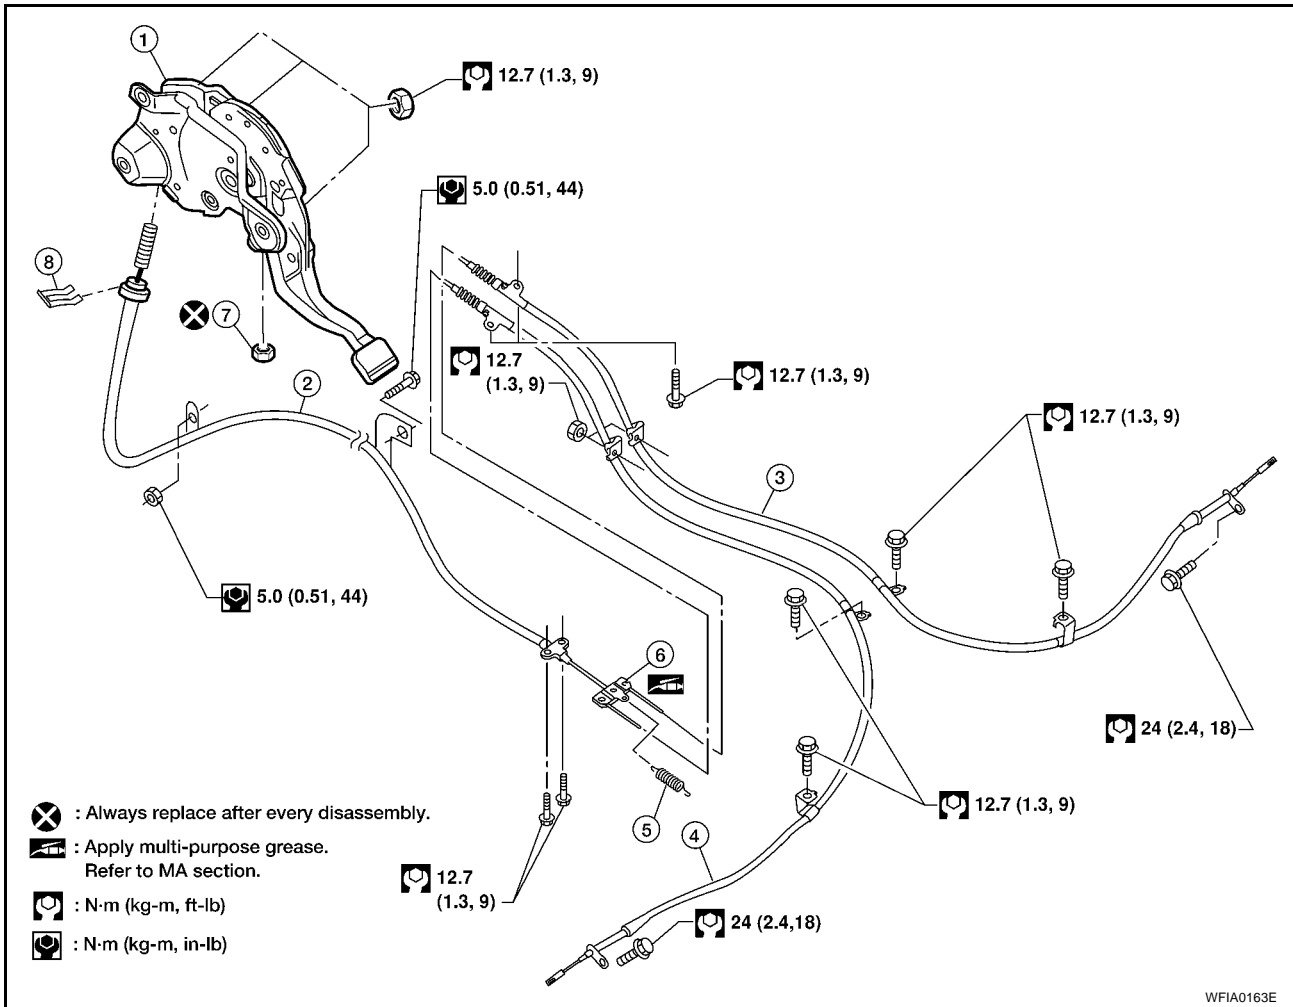 1
12.7 (1.3, 9)
5.0 (0.51, 44)
8
7
12.7
(1.3, 9)
12.7 (1.3, 9)
2
12.7 (1.3, 9)
3
5.0 (0.51, 44)
6
24 (2.4, 18)
12.7 (1.3, 9)
5
4
: Always replace after every disassembly.
: Apply multi-purpose grease.
Refer to MA section.
12.7
(1.3, 9)
: N·m (kg-m, ft-lb)
24 (2.4,18)
: N·m (kg-m, in-lb)
WFIA0163E